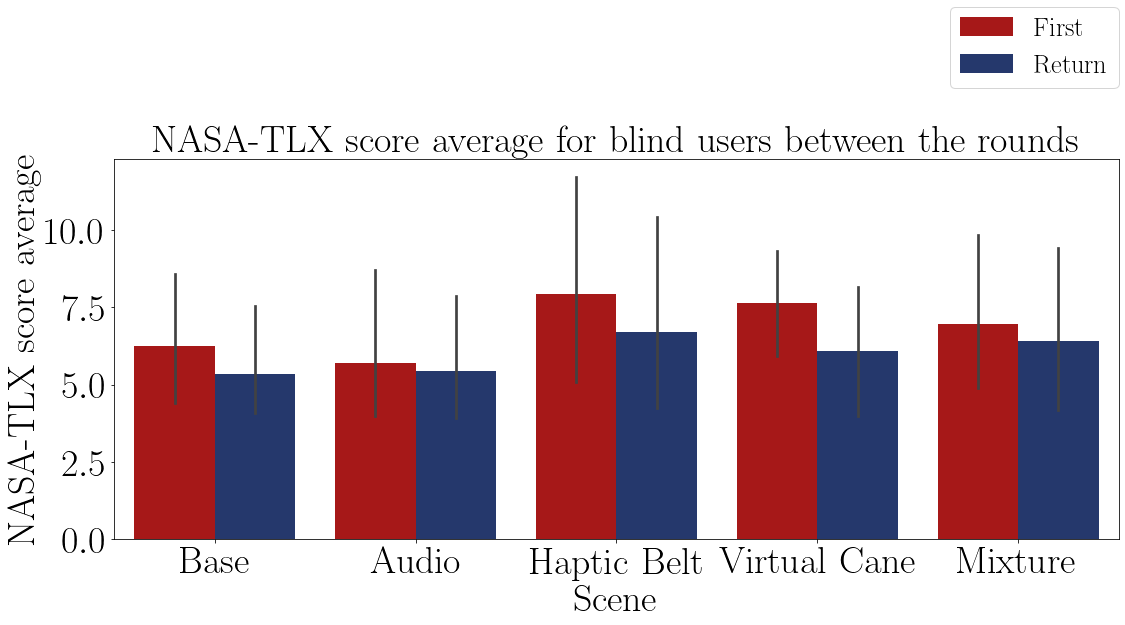 First
Return
NASA-TLX score average for blind users between the rounds
NASA-TLX score average
10.0
7.5
5.0
2.5
0.0
Base Audio Haptic Belt Virtual Cane Mixture
Scene